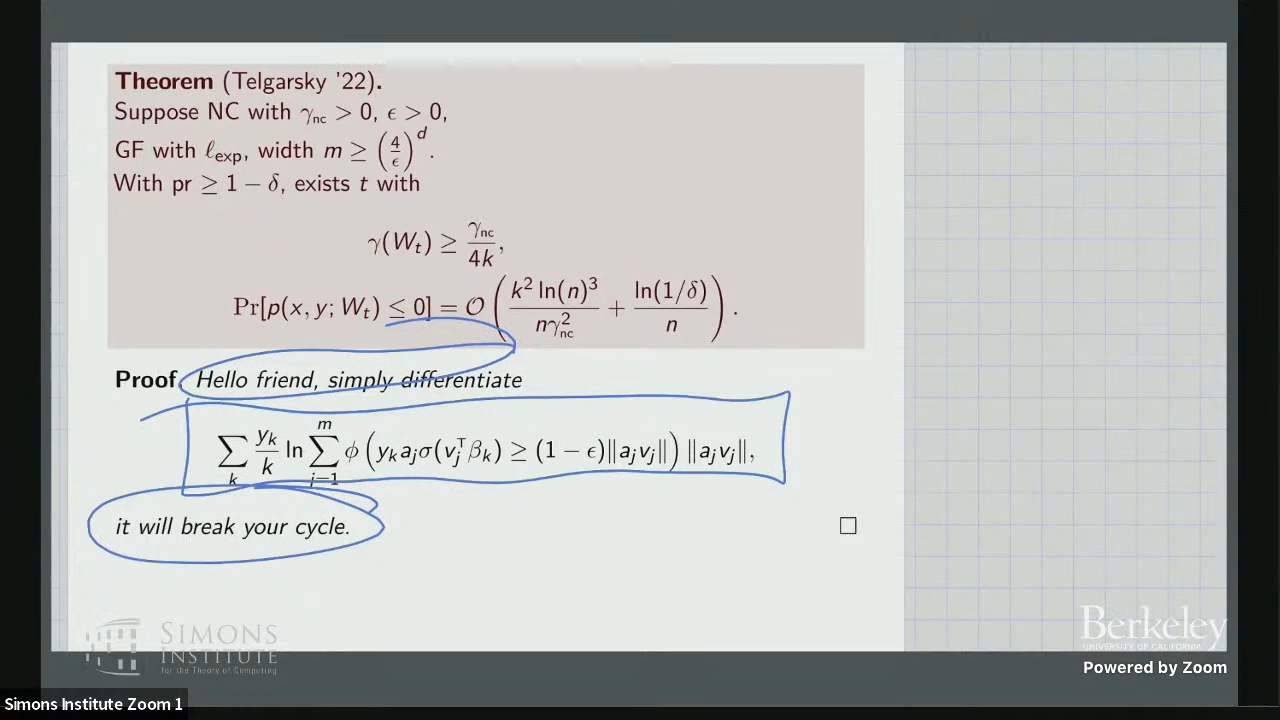 Theorem (Telgarsky '22).
Suppose NC with γ_nc > 0, ϵ > 0,
GF with ℓ_exp, width m ≥ (4/ϵ)^d.
With pr ≥ 1 − δ, exists t with
γ(W_t) ≥ γ_nc/4k,
Pr[p(x, y; W_t) ≤ 0] = 𝒪(k² ln(n)³/nγ²_nc + ln(1/δ)/n).
Proof. Hello friend, simply differentiate
∑_k y_k/k ln ∑_{j=1}^m ϕ(y_k a_j σ(v_j^T β_k) ≥ (1 − ϵ)‖a_j v_j‖) ‖a_j v_j‖,
it will break your cycle. □
SIMONS
INSTITUTE
for the Theory of Computing
Berkeley
UNIVERSITY OF CALIFORNIA
Powered by Zoom
Simons Institute Zoom 1